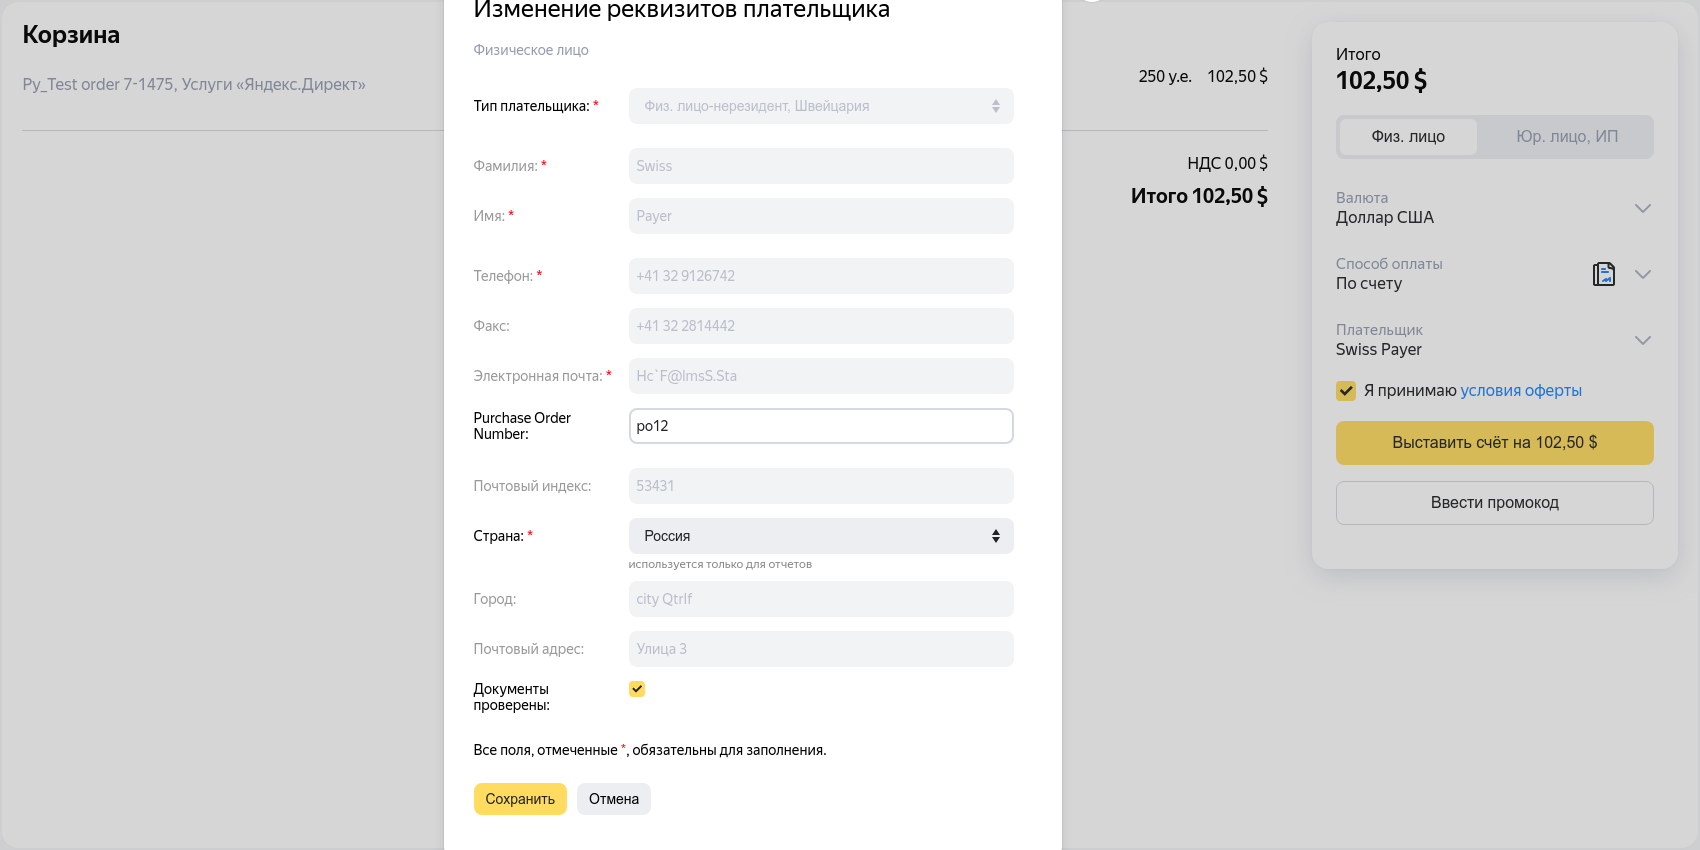 Корзина
Py_Test order 7-1475, Услуги «Яндекс.Директ»
250 у.е. 102,50 $
НДС 0,00 $
Итого 102,50 $
Изменение реквизитов плательщика
Физическое лицо
Тип плательщика: * Физ. лицо-нерезидент, Швейцария
Фамилия: * Swiss
Имя: * Payer
Телефон: * +41 32 9126742
Факс: +41 32 2814442
Электронная почта: * Hc`F@lmsS.Sta
Purchase Order
Number: po12
Почтовый индекс: 53431
Страна: * Россия
используется только для отчетов
Город: city QtrIf
Почтовый адрес: Улица 3
Документы
проверены:
Все поля, отмеченные *, обязательны для заполнения.
Сохранить Отмена
Итого
102,50 $
Физ. лицо Юр. лицо, ИП
Валюта
Доллар США
Способ оплаты
По счету
Плательщик
Swiss Payer
Я принимаю условия оферты
Выставить счёт на 102,50 $
Ввести промокод